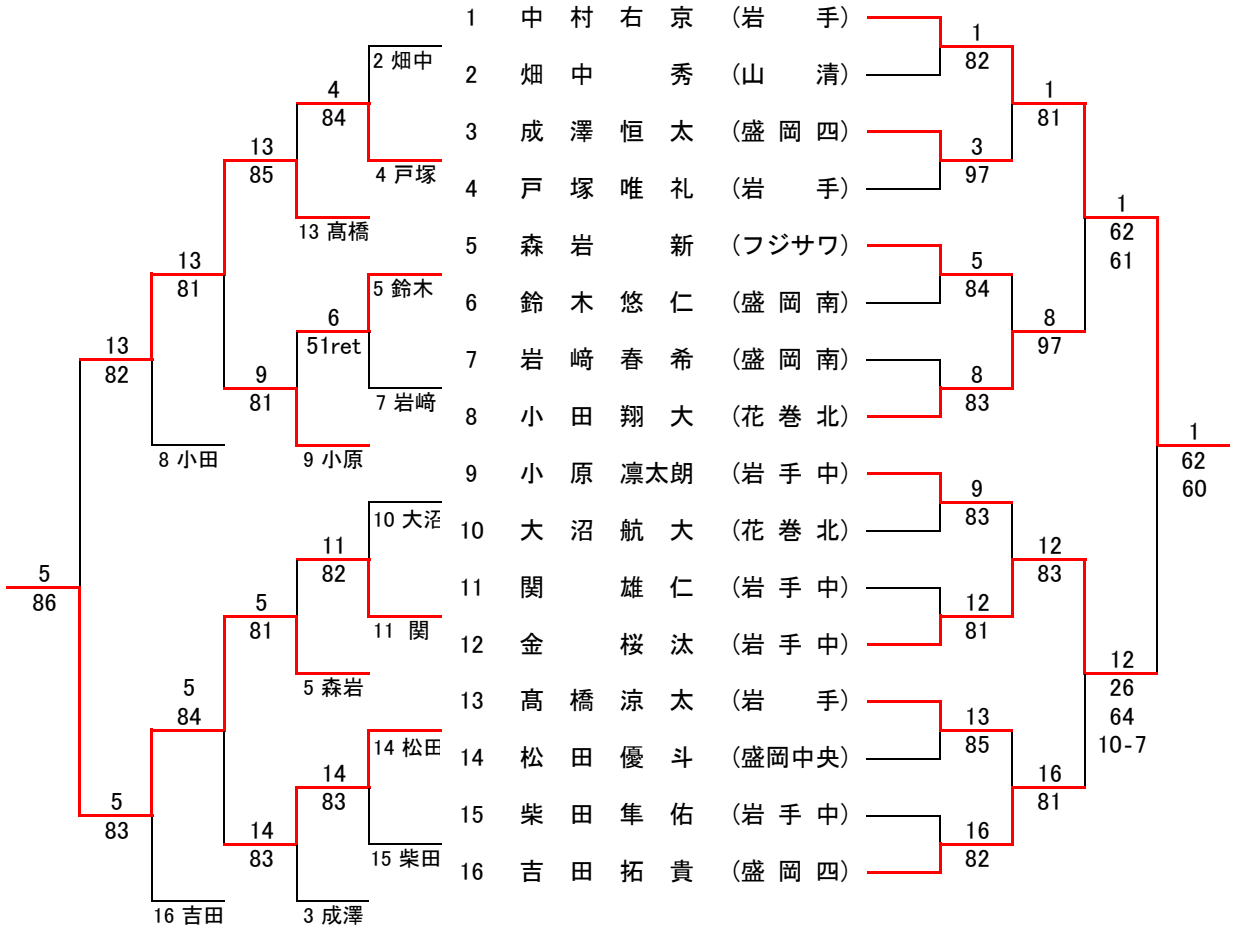 1 中村右京 (岩手)
2 畑中 秀 (山清)
3 成澤恒太 (盛岡四)
4 戸塚唯礼 (岩手)
5 森岩 新 (フジサワ)
6 鈴木悠仁 (盛岡南)
7 岩﨑春希 (盛岡南)
8 小田翔大 (花巻北)
9 小原凛太朗 (岩手中)
10 大沼航大 (花巻北)
11 関 雄仁 (岩手中)
12 金 桜汰 (岩手中)
13 髙橋涼太 (岩手)
14 松田優斗 (盛岡中央)
15 柴田隼佑 (岩手中)
16 吉田拓貴 (盛岡四)
1
82
3
97
5
84
8
83
9
83
12
81
13
85
16
82
1
81
8
97
12
83
16
81
1
62
61
12
26
64
10-7
1
62
60
2 畑中
4 戸塚
5 鈴木
7 岩﨑
10 大沼
11 関
14 松田
15 柴田
4
84
13 髙橋
6
51ret
9 小原
11
82
5 森岩
14
83
3 成澤
13
85
9
81
5
81
14
83
13
81
8 小田
5
84
16 吉田
13
82
5
83
5
86